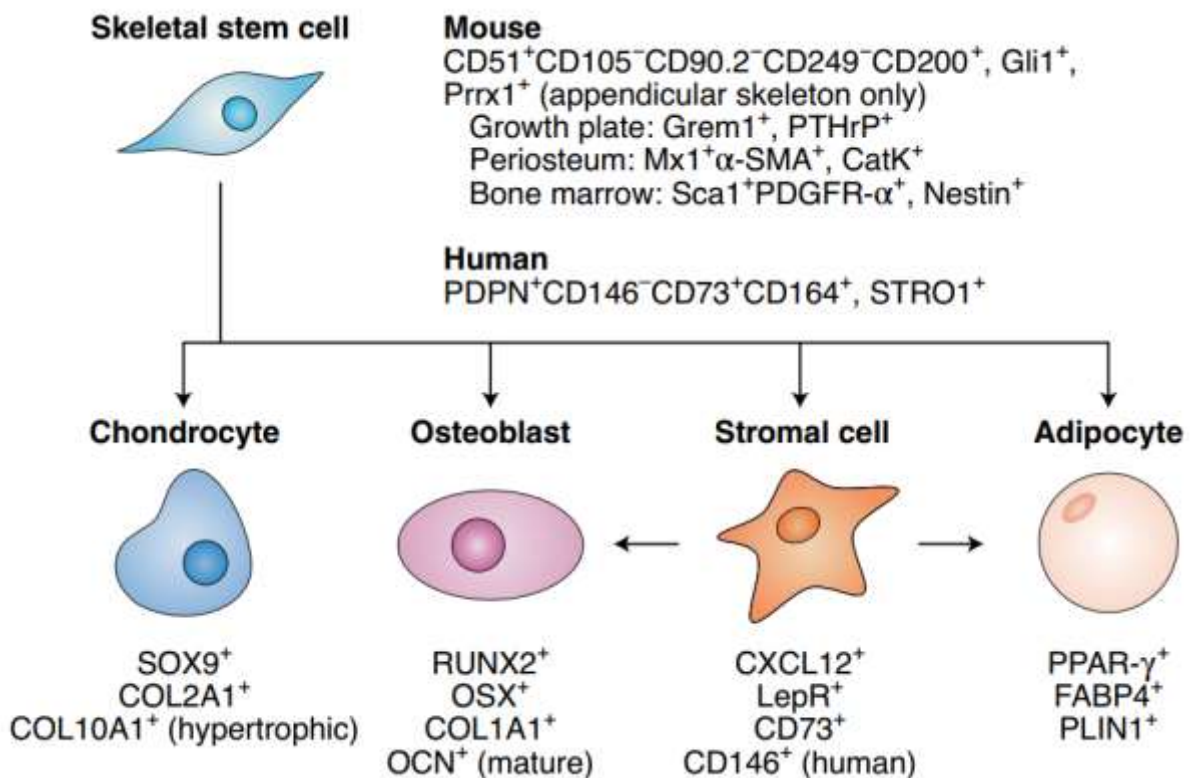 Skeletal stem cell
Mouse
CD51⁺CD105⁻CD90.2⁻CD249⁻CD200⁺, Gli1⁺,
Prrx1⁺ (appendicular skeleton only)
Growth plate: Grem1⁺, PTHrP⁺
Periosteum: Mx1⁺α-SMA⁺, CatK⁺
Bone marrow: Sca1⁺PDGFR-α⁺, Nestin⁺
Human
PDPN⁺CD146⁻CD73⁺CD164⁺, STRO1⁺
Chondrocyte
SOX9⁺
COL2A1⁺
COL10A1⁺ (hypertrophic)
Osteoblast
RUNX2⁺
OSX⁺
COL1A1⁺
OCN⁺ (mature)
Stromal cell
CXCL12⁺
LepR⁺
CD73⁺
CD146⁺ (human)
Adipocyte
PPAR-γ⁺
FABP4⁺
PLIN1⁺